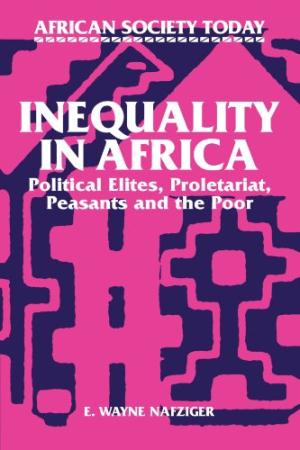 AFRICAN SOCIETY TODAY
INEQUALITY
IN AFRICA
Political Elites, Proletariat,
Peasants and the Poor
E. WAYNE NAFZIGER